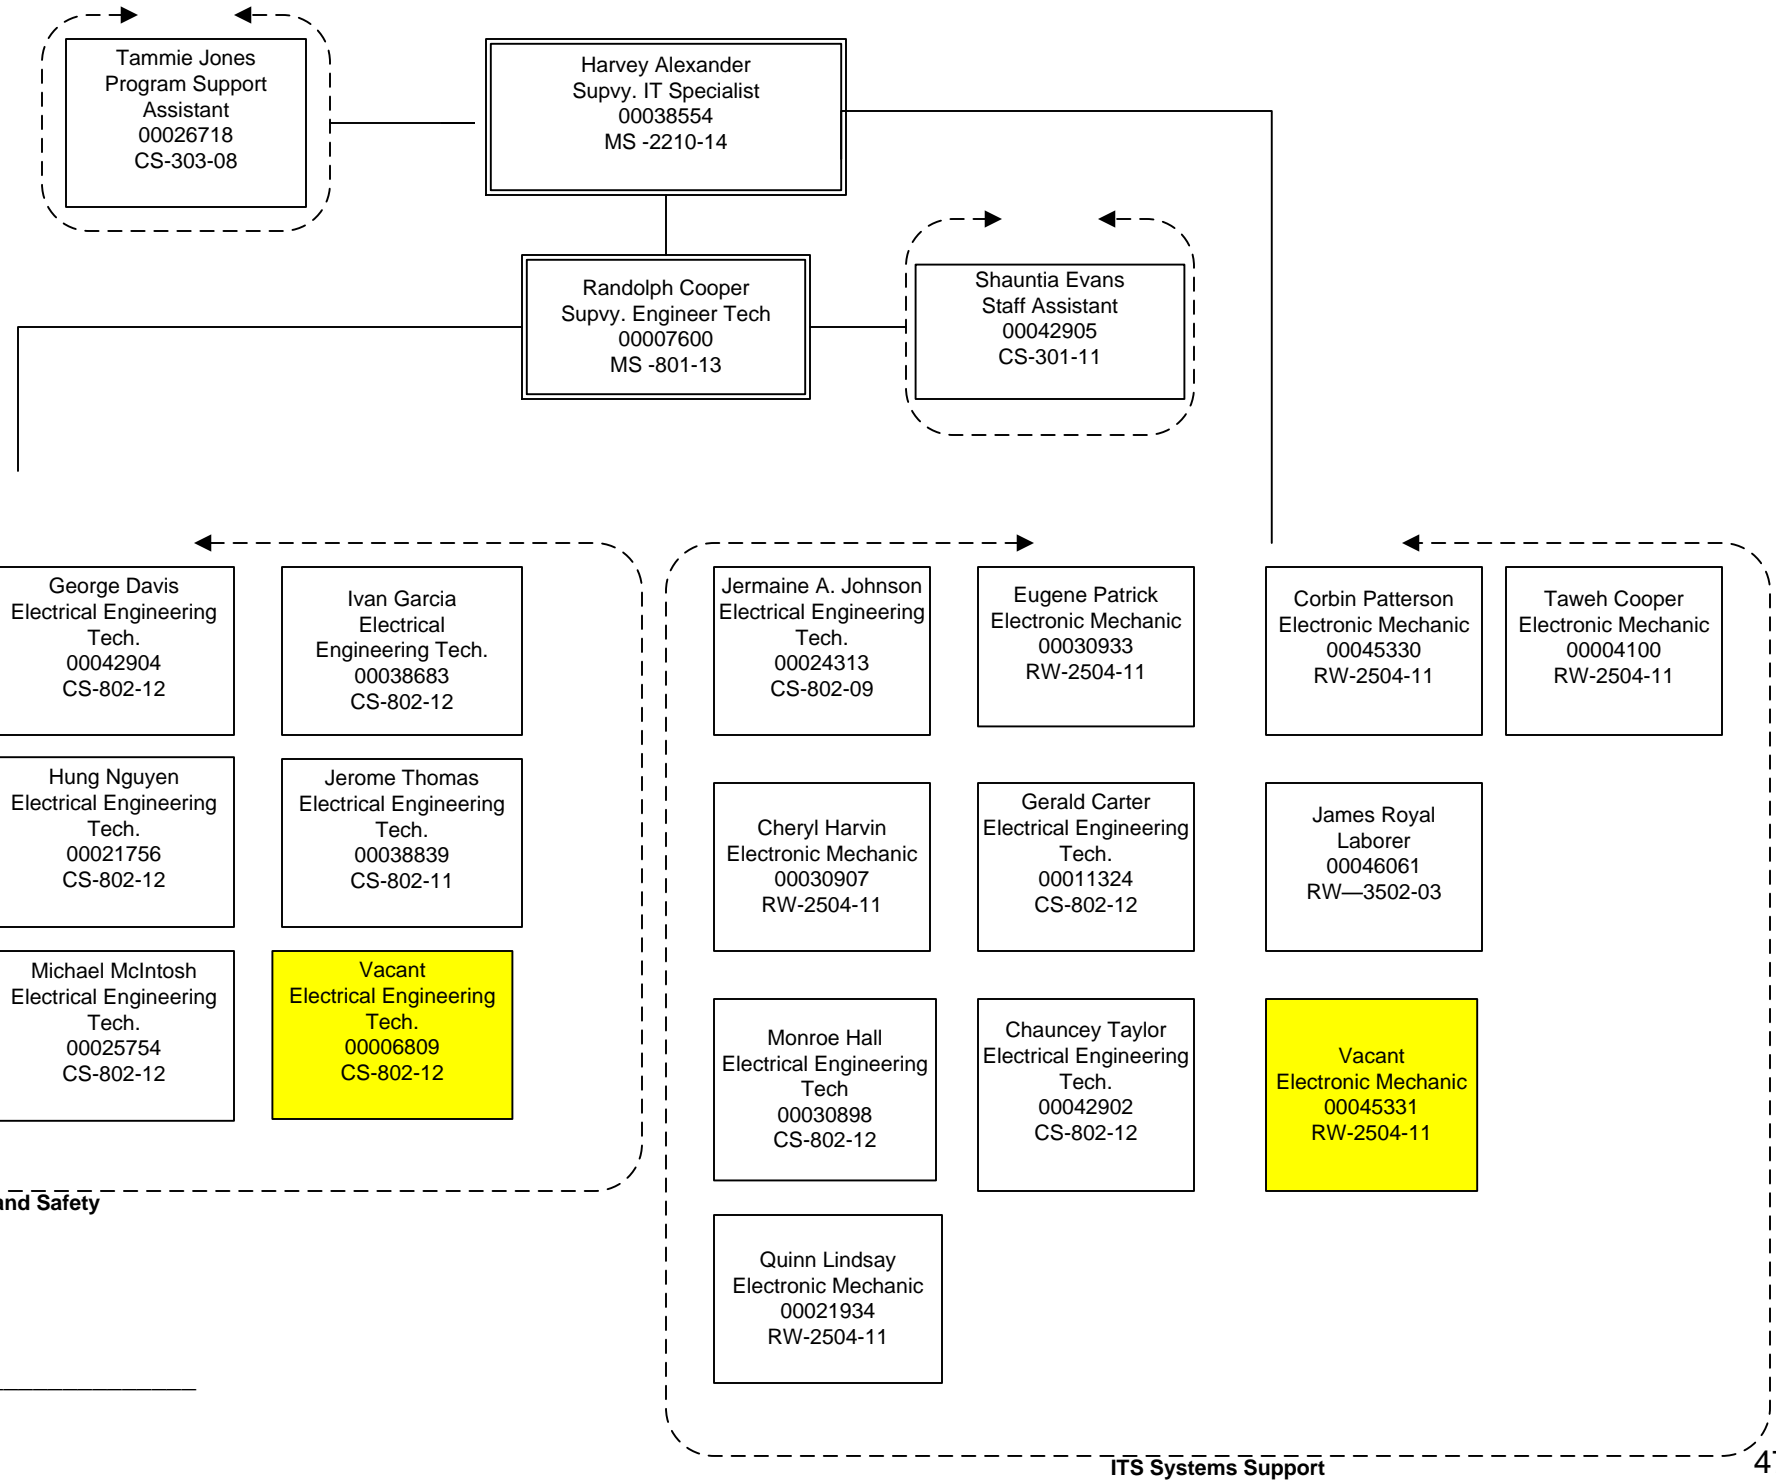 Tammie Jones
Program Support
Assistant
00026718
CS-303-08
Harvey Alexander
Supvy. IT Specialist
00038554
MS -2210-14
Randolph Cooper
Supvy. Engineer Tech
00007600
MS -801-13
Shauntia Evans
Staff Assistant
00042905
CS-301-11
George Davis
Electrical Engineering
Tech.
00042904
CS-802-12
Ivan Garcia
Electrical
Engineering Tech.
00038683
CS-802-12
Hung Nguyen
Electrical Engineering
Tech.
00021756
CS-802-12
Jerome Thomas
Electrical Engineering
Tech.
00038839
CS-802-11
Michael McIntosh
Electrical Engineering
Tech.
00025754
CS-802-12
Vacant
Electrical Engineering
Tech.
00006809
CS-802-12
and Safety
Jermaine A. Johnson
Electrical Engineering
Tech.
00024313
CS-802-09
Eugene Patrick
Electronic Mechanic
00030933
RW-2504-11
Corbin Patterson
Electronic Mechanic
00045330
RW-2504-11
Taweh Cooper
Electronic Mechanic
00004100
RW-2504-11
Cheryl Harvin
Electronic Mechanic
00030907
RW-2504-11
Gerald Carter
Electrical Engineering
Tech.
00011324
CS-802-12
James Royal
Laborer
00046061
RW—3502-03
Monroe Hall
Electrical Engineering
Tech
00030898
CS-802-12
Chauncey Taylor
Electrical Engineering
Tech.
00042902
CS-802-12
Vacant
Electronic Mechanic
00045331
RW-2504-11
Quinn Lindsay
Electronic Mechanic
00021934
RW-2504-11
ITS Systems Support